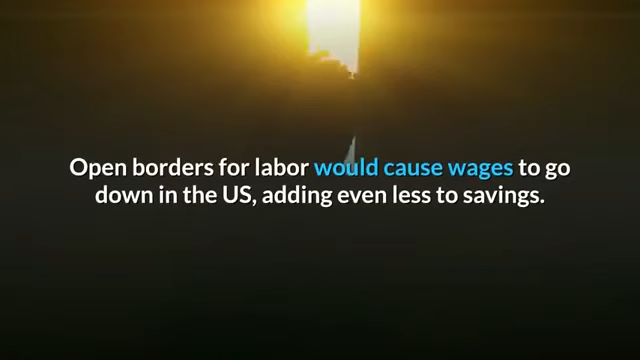 Open borders for labor would cause wages to go
down in the US, adding even less to savings.